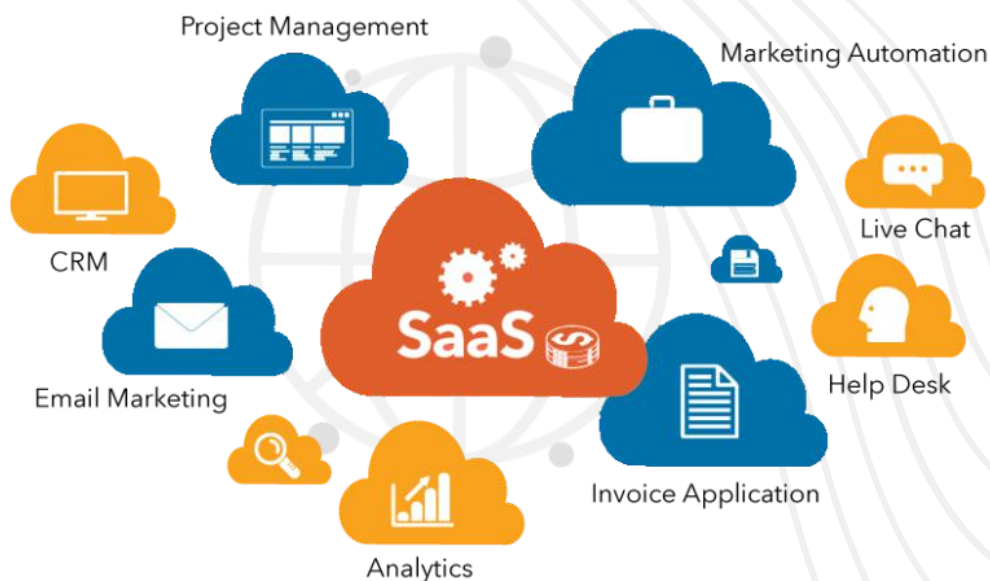 Project Management
Marketing Automation
CRM
Live Chat
SaaS
Email Marketing
Help Desk
Invoice Application
Analytics